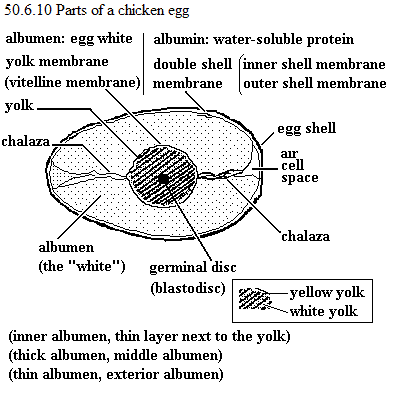 50.6.10 Parts of a chicken egg
albumen: egg white
albumin: water-soluble protein
yolk membrane
(vitelline membrane)
double shell
membrane
inner shell membrane
outer shell membrane
yolk
egg shell
chalaza
air
cell
space
chalaza
albumen
(the "white")
germinal disc
(blastodisc)
yellow yolk
white yolk
(inner albumen, thin layer next to the yolk)
(thick albumen, middle albumen)
(thin albumen, exterior albumen)